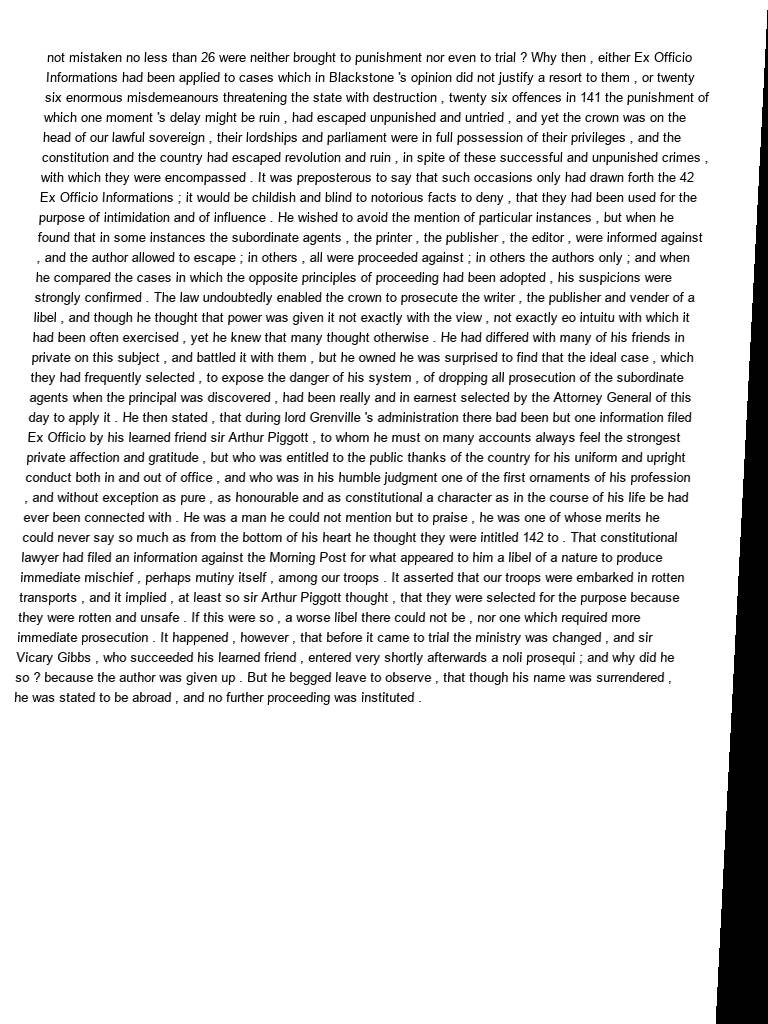 not mistaken no less than 26 were neither brought to punishment nor even to trial ? Why then , either Ex Officio
Informations had been applied to cases which in Blackstone 's opinion did not justify a resort to them , or twenty
six enormous misdemeanours threatening the state with destruction , twenty six offences in 141 the punishment of
which one moment 's delay might be ruin , had escaped unpunished and untried , and yet the crown was on the
head of our lawful sovereign , their lordships and parliament were in full possession of their privileges , and the
constitution and the country had escaped revolution and ruin , in spite of these successful and unpunished crimes ,
with which they were encompassed . It was preposterous to say that such occasions only had drawn forth the 42
Ex Officio Informations ; it would be childish and blind to notorious facts to deny , that they had been used for the
purpose of intimidation and of influence . He wished to avoid the mention of particular instances , but when he
found that in some instances the subordinate agents , the printer , the publisher , the editor , were informed against
, and the author allowed to escape ; in others , all were proceeded against ; in others the authors only ; and when
he compared the cases in which the opposite principles of proceeding had been adopted , his suspicions were
strongly confirmed . The law undoubtedly enabled the crown to prosecute the writer , the publisher and vender of a
libel , and though he thought that power was given it not exactly with the view , not exactly eo intuitu with which it
had been often exercised , yet he knew that many thought otherwise . He had differed with many of his friends in
private on this subject , and battled it with them , but he owned he was surprised to find that the ideal case , which
they had frequently selected , to expose the danger of his system , of dropping all prosecution of the subordinate
agents when the principal was discovered , had been really and in earnest selected by the Attorney General of this
day to apply it . He then stated , that during lord Grenville 's administration there bad been but one information filed
Ex Officio by his learned friend sir Arthur Piggott , to whom he must on many accounts always feel the strongest
private affection and gratitude , but who was entitled to the public thanks of the country for his uniform and upright
conduct both in and out of office , and who was in his humble judgment one of the first ornaments of his profession
, and without exception as pure , as honourable and as constitutional a character as in the course of his life be had
ever been connected with . He was a man he could not mention but to praise , he was one of whose merits he
could never say so much as from the bottom of his heart he thought they were intitled 142 to . That constitutional
lawyer had filed an information against the Morning Post for what appeared to him a libel of a nature to produce
immediate mischief , perhaps mutiny itself , among our troops . It asserted that our troops were embarked in rotten
transports , and it implied , at least so sir Arthur Piggott thought , that they were selected for the purpose because
they were rotten and unsafe . If this were so , a worse libel there could not be , nor one which required more
immediate prosecution . It happened , however , that before it came to trial the ministry was changed , and sir
Vicary Gibbs , who succeeded his learned friend , entered very shortly afterwards a noli prosequi ; and why did he
so ? because the author was given up . But he begged leave to observe , that though his name was surrendered ,
he was stated to be abroad , and no further proceeding was instituted .